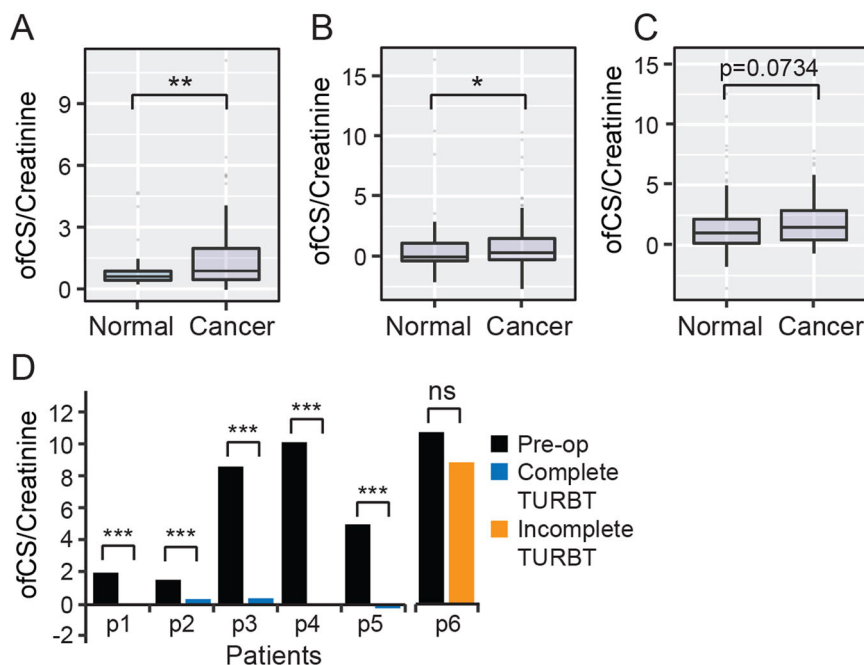 A
ofCS/Creatinine
9
6
3
0
**
Normal
Cancer
B
ofCS/Creatinine
15
10
5
0
*
Normal
Cancer
C
ofCS/Creatinine
15
10
5
0
p=0.0734
Normal
Cancer
D
ofCS/Creatinine
12
10
8
6
4
2
0
-2
***
***
***
***
***
ns
p1
p2
p3
p4
p5
p6
Patients
Pre-op
Complete
TURBT
Incomplete
TURBT